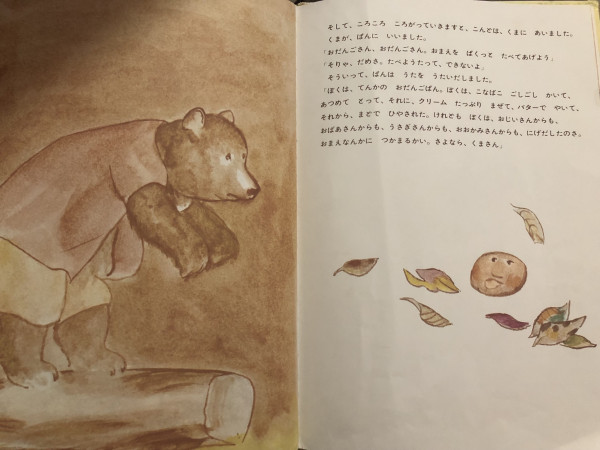 そして、ころころ ころがっていきますと、こんどは、くまに あいました。
くまが、ぱんに いいました。
「おだんごさん、おだんごさん。おまえを ぱくっと たべてあげよう」
「そりゃ、だめさ。たべようたって、できないよ」
そういって、ぱんは うたを うたいだしました。
「ぼくは、てんかの おだんごぱん。ぼくは、こなばこ ごしごし かいて、
あつめて とって、それに、クリーム たっぷり まぜて、バターで やいて、
それから、まどで ひやされた。けれども ぼくは、おじいさんからも、
おばあさんからも、うさぎさんからも、おおかみさんからも、にげだしたのさ。
おまえなんかに つかまるかい。さよなら、くまさん」